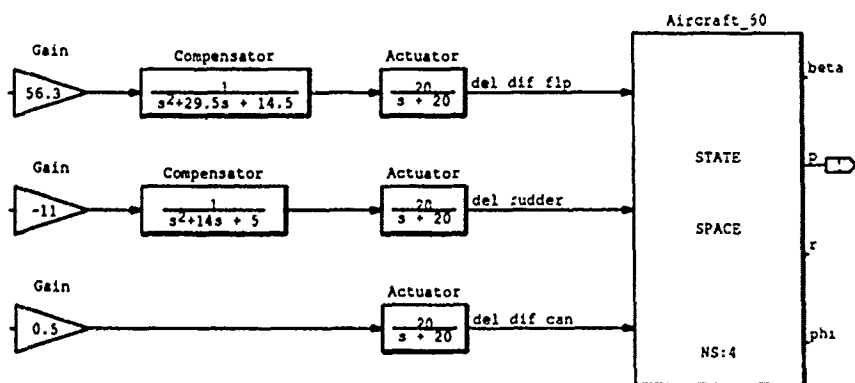 Aircraft_50
Gain
Compensator
Actuator
56.3
1
s²+29.5s + 14.5
20
s + 20
del dif flp
beta
Gain
Compensator
Actuator
-11
1
s²+14s + 5
20
s + 20
del rudder
STATE
SPACE
p
r
Gain
Actuator
0.5
20
s + 20
del dif can
NS:4
phi